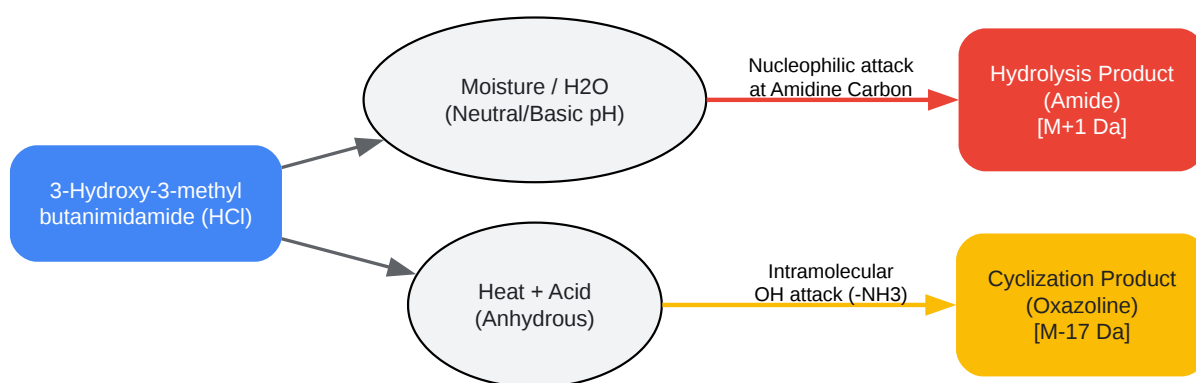 3-Hydroxy-3-methyl
butanimidamide (HCl)
Moisture / H2O
(Neutral/Basic pH)
Nucleophilic attack
at Amidine Carbon
Hydrolysis Product
(Amide)
[M+1 Da]
Heat + Acid
(Anhydrous)
Intramolecular
OH attack (-NH3)
Cyclization Product
(Oxazoline)
[M-17 Da]